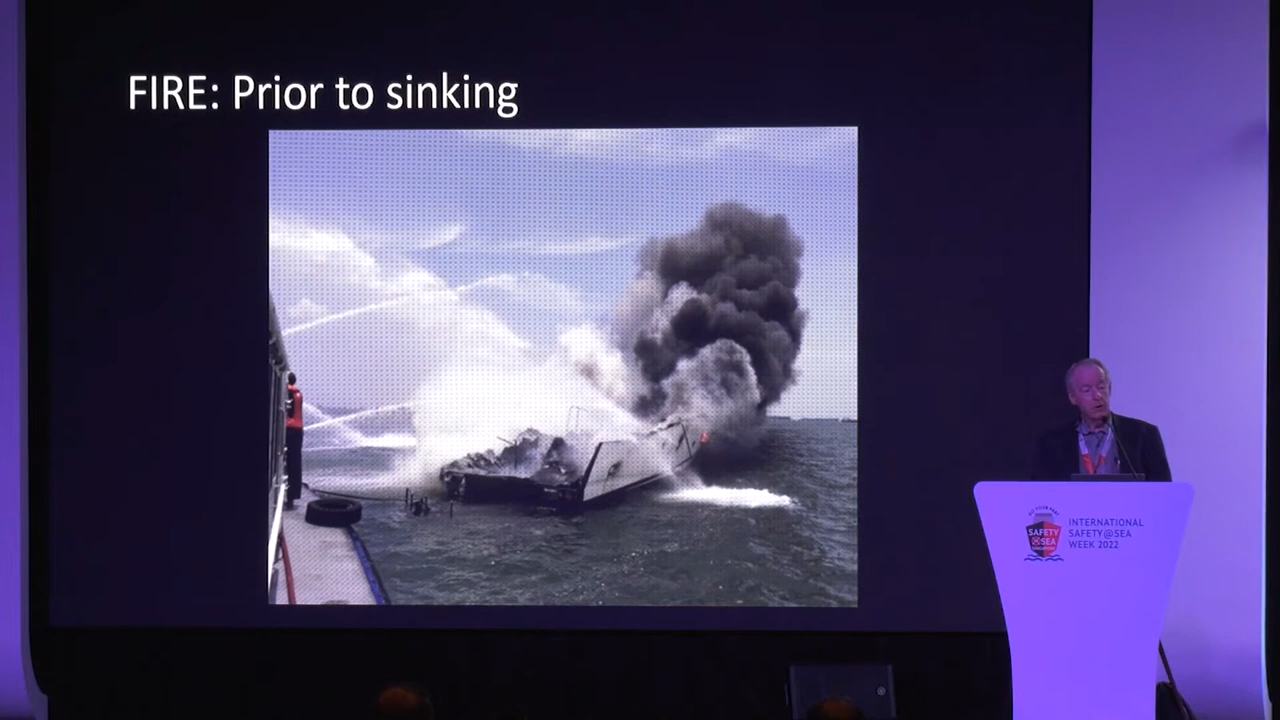 FIRE: Prior to sinking
SAFETY
@SEA
INTERNATIONAL
SAFETY@SEA
WEEK 2022